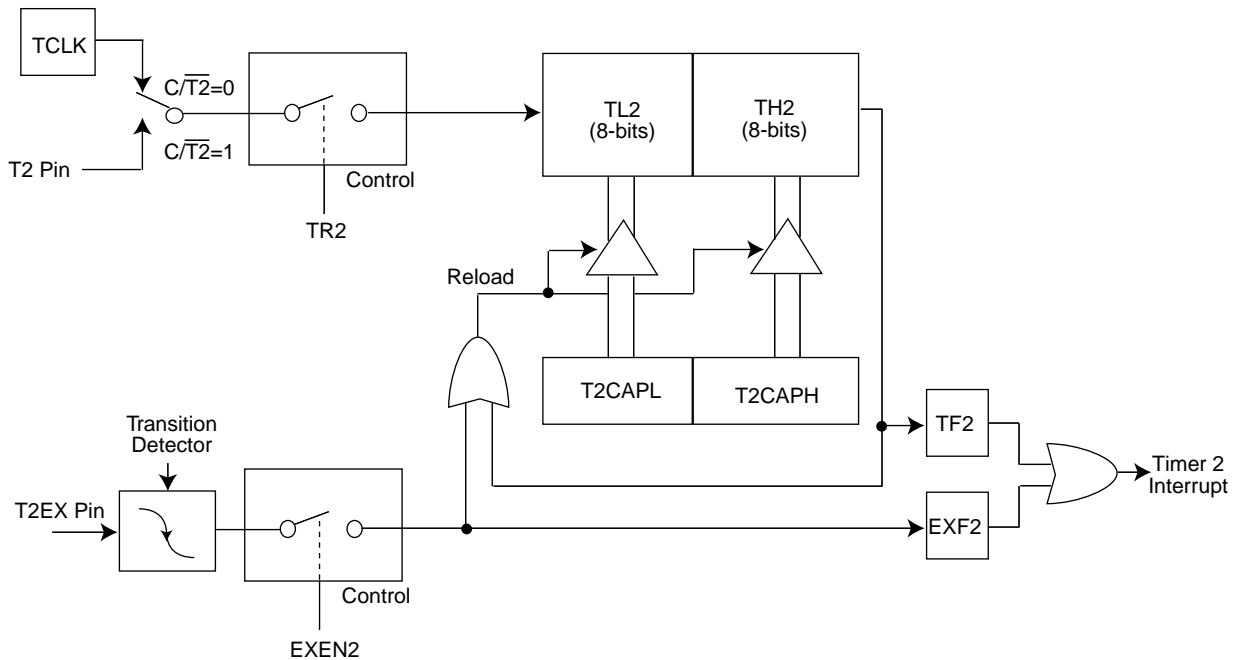 TCLK
C/T2=0
C/T2=1
T2 Pin
Control
TR2
TL2
(8-bits)
TH2
(8-bits)
Reload
T2CAPL
T2CAPH
Transition
Detector
T2EX Pin
Control
EXEN2
TF2
EXF2
Timer 2
Interrupt